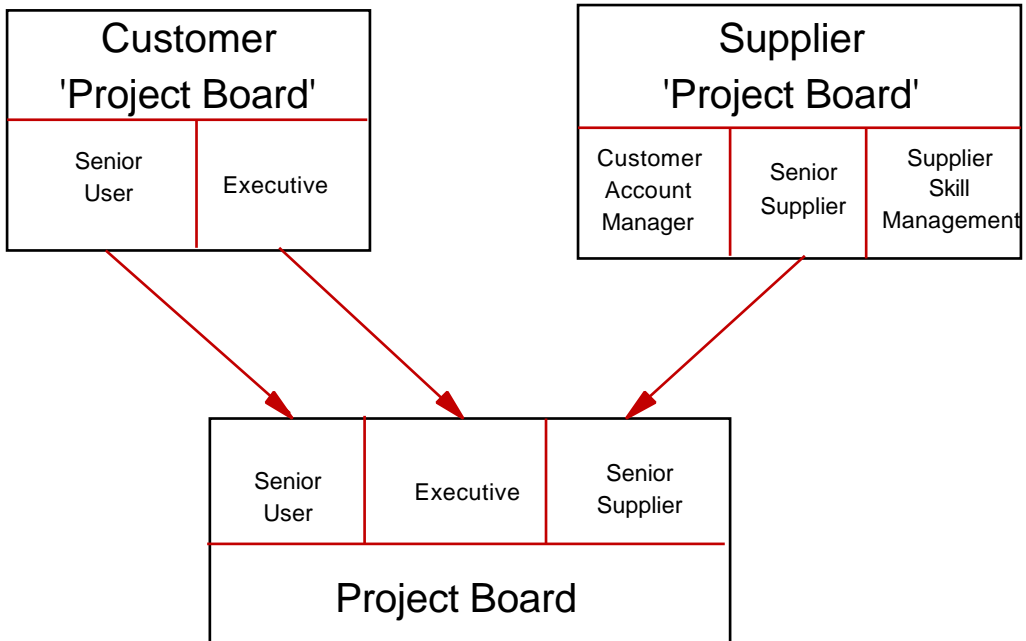 Customer
'Project Board'
Senior
User
Executive
Supplier
'Project Board'
Customer
Account
Manager
Senior
Supplier
Supplier
Skill
Management
Senior
User
Executive
Senior
Supplier
Project Board